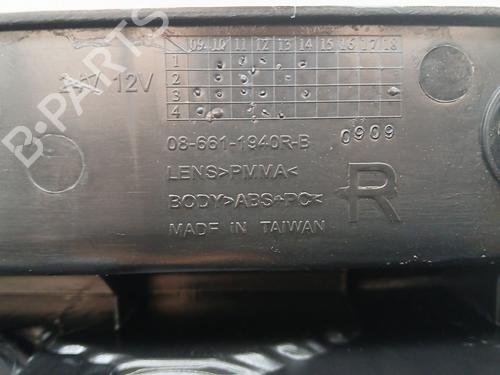 09 10 11 12 13 14 15 16 17 18
1
2
3
4
12V
08-661-1940R-B
0909
LENS>PMMA<
BODY>ABS+PC<
R
MADE IN TAIWAN
B-Parts